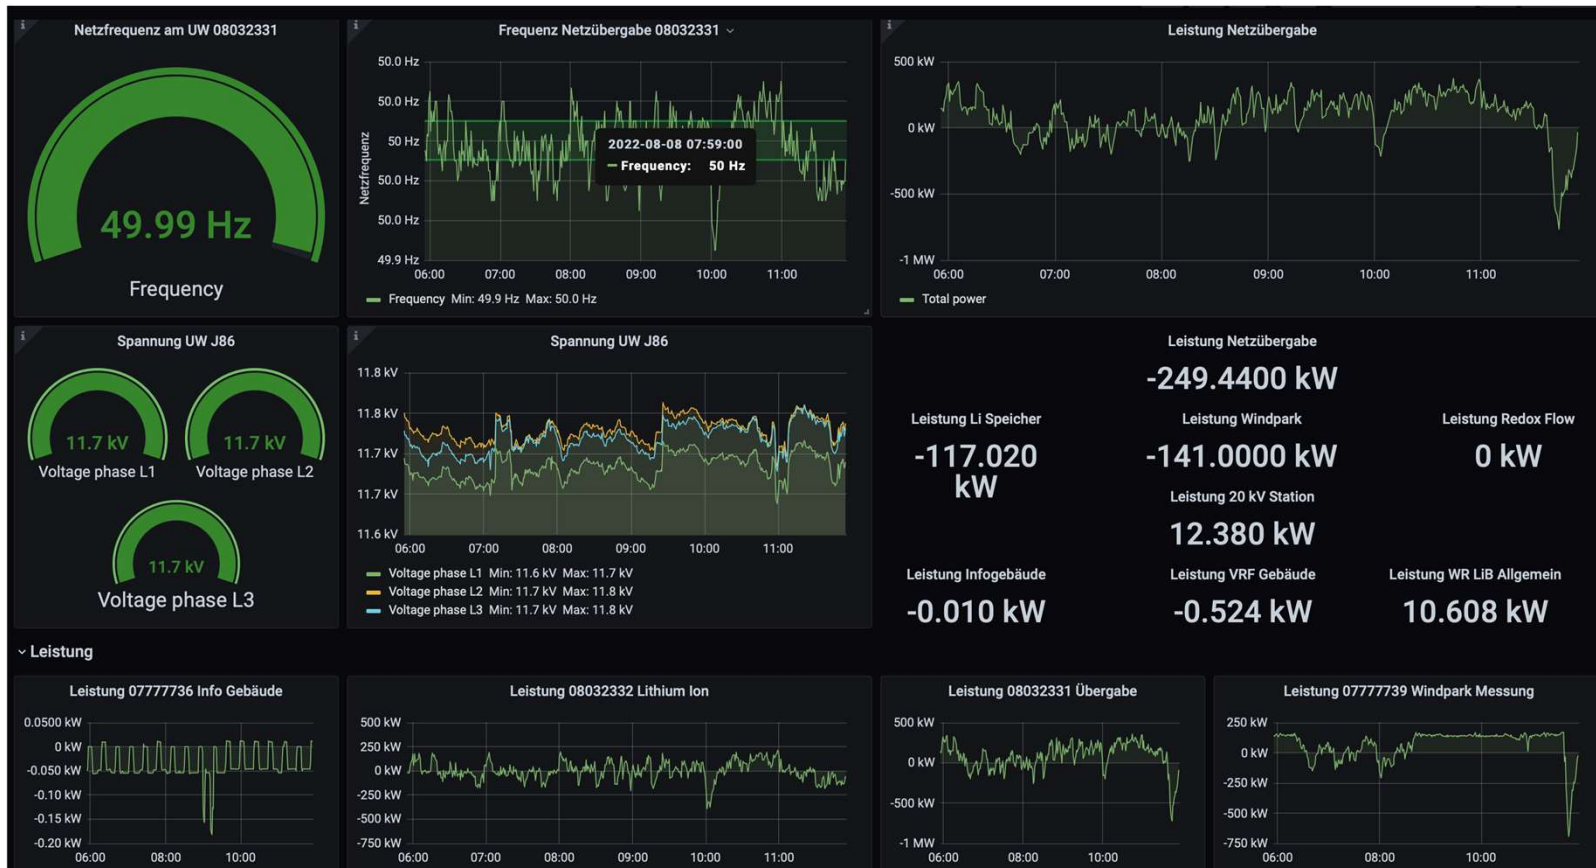 Netzfrequenz am UW 08032331
49.99 Hz
Frequency
Frequenz Netzübergabe 08032331
Netzfrequenz
50.0 Hz
50.0 Hz
50 Hz
50.0 Hz
50.0 Hz
49.9 Hz
06:00 07:00 08:00 09:00 10:00 11:00
2022-08-08 07:59:00
Frequency: 50 Hz
Frequency Min: 49.9 Hz Max: 50.0 Hz
Leistung Netzübergabe
500 kW
0 kW
-500 kW
-1 MW
06:00 07:00 08:00 09:00 10:00 11:00
Total power
Spannung UW J86
11.7 kV
Voltage phase L1
11.7 kV
Voltage phase L2
11.7 kV
Voltage phase L3
Spannung UW J86
11.8 kV
11.8 kV
11.7 kV
11.7 kV
11.6 kV
06:00 07:00 08:00 09:00 10:00 11:00
Voltage phase L1 Min: 11.6 kV Max: 11.7 kV
Voltage phase L2 Min: 11.7 kV Max: 11.8 kV
Voltage phase L3 Min: 11.7 kV Max: 11.8 kV
Leistung Netzübergabe
-249.4400 kW
Leistung Li Speicher
-117.020
kW
Leistung Windpark
-141.0000 kW
Leistung Redox Flow
0 kW
Leistung 20 kV Station
12.380 kW
Leistung Infogebäude
-0.010 kW
Leistung VRF Gebäude
-0.524 kW
Leistung WR LiB Allgemein
10.608 kW
Leistung
Leistung 07777736 Info Gebäude
0.0500 kW
0 kW
-0.050 kW
-0.10 kW
-0.15 kW
-0.20 kW
06:00 08:00 10:00
Leistung 08032332 Lithium Ion
500 kW
250 kW
0 kW
-250 kW
-500 kW
-750 kW
06:00 07:00 08:00 09:00 10:00 11:00
Leistung 08032331 Übergabe
500 kW
0 kW
-500 kW
-1 MW
06:00 08:00 10:00
Leistung 07777739 Windpark Messung
250 kW
0 kW
-250 kW
-500 kW
-750 kW
06:00 08:00 10:00